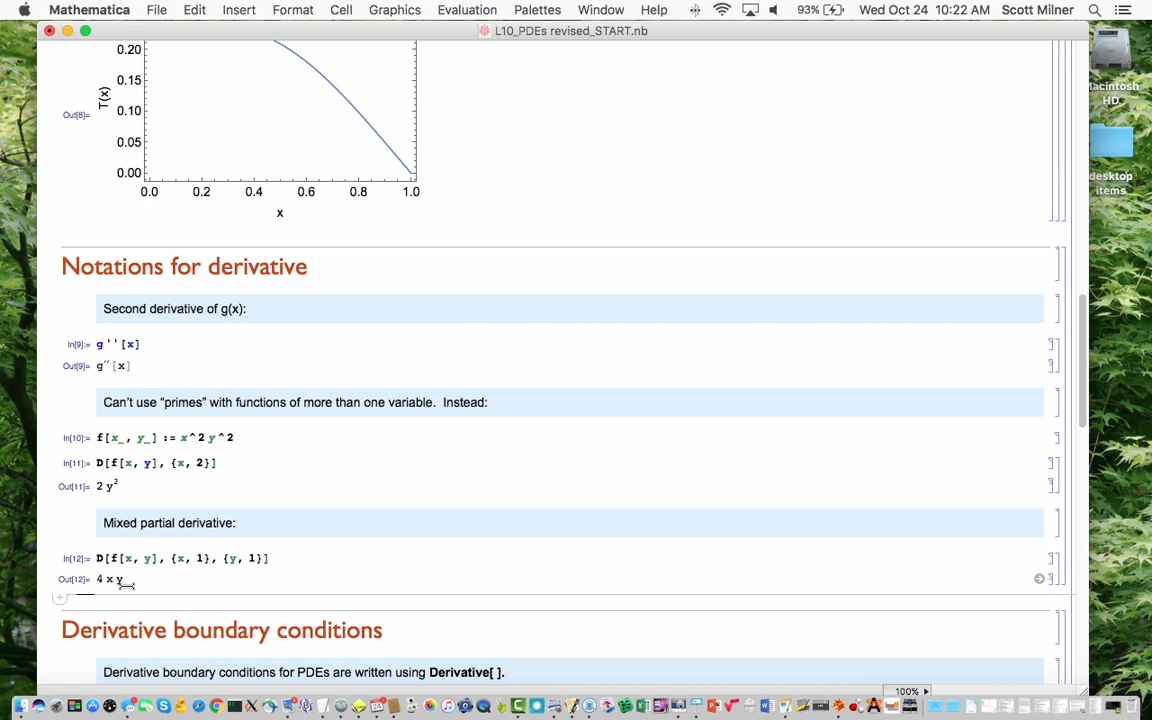 Mathematica File Edit Insert Format Cell Graphics Evaluation Palettes Window Help 93% Wed Oct 24 10:22 AM Scott Milner
L10_PDEs revised_START.nb
0.20
0.15
0.10
0.05
0.00
T(x)
Out[8]=
0.0 0.2 0.4 0.6 0.8 1.0
x
Macintosh
HD
desktop
items
Notations for derivative
Second derivative of g(x):
In[9]:= g''[x]
Out[9]= g′′[x]
Can't use “primes” with functions of more than one variable. Instead:
In[10]:= f[x_, y_] := x^2 y^2
In[11]:= D[f[x, y], {x, 2}]
Out[11]= 2 y²
Mixed partial derivative:
In[12]:= D[f[x, y], {x, 1}, {y, 1}]
Out[12]= 4 x y
Derivative boundary conditions
Derivative boundary conditions for PDEs are written using Derivative[ ].
100%